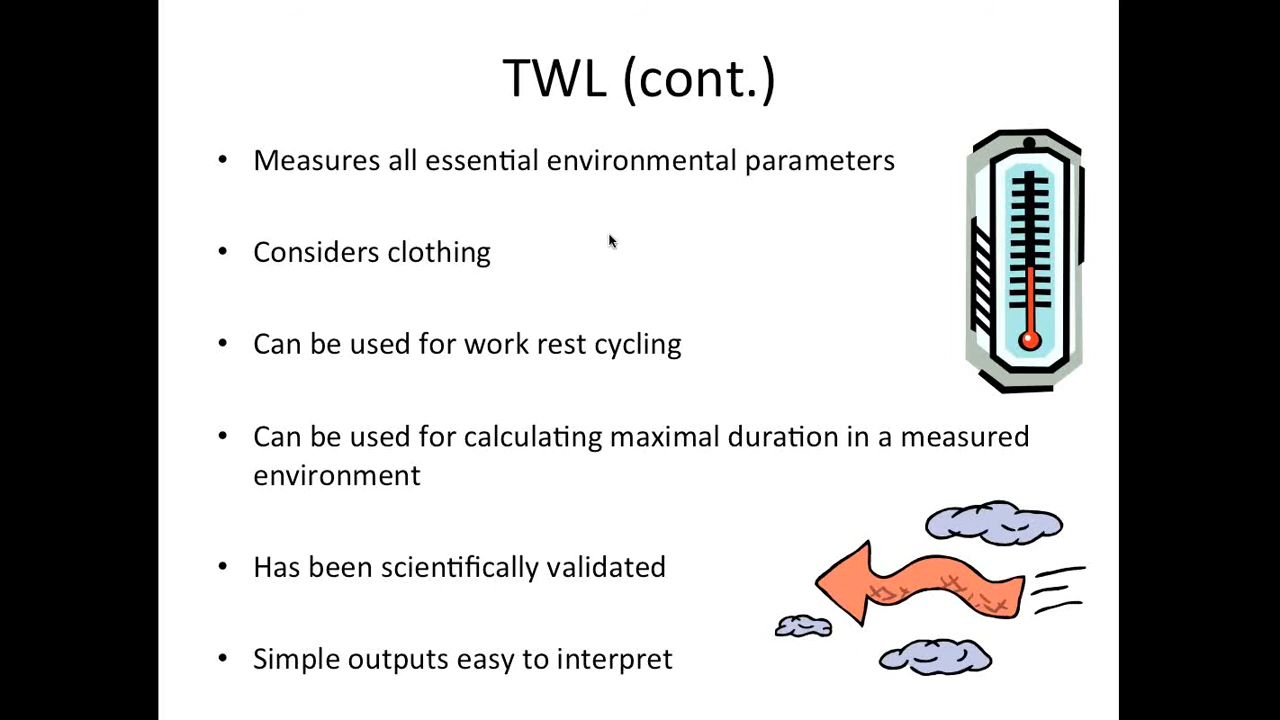 TWL (cont.)
• Measures all essential environmental parameters
• Considers clothing
• Can be used for work rest cycling
• Can be used for calculating maximal duration in a measured
environment
• Has been scientifically validated
• Simple outputs easy to interpret